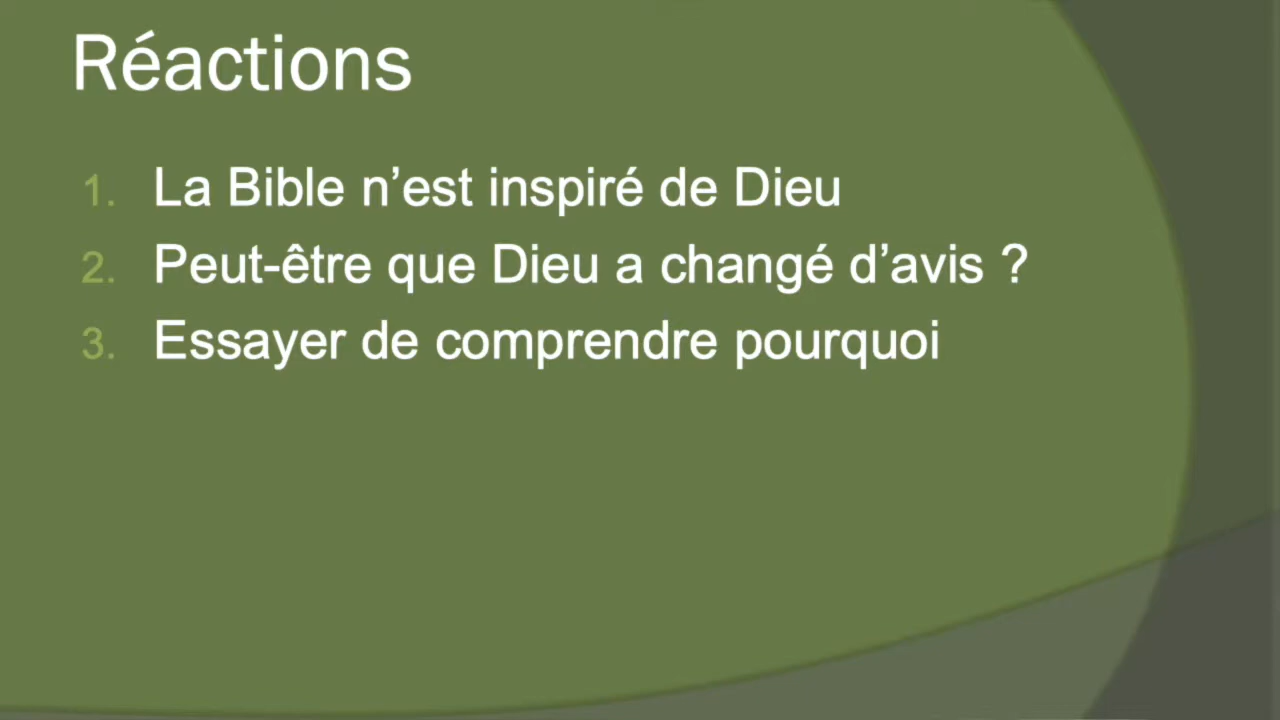 Réactions
1. La Bible n’est inspiré de Dieu
2. Peut-être que Dieu a changé d’avis ?
3. Essayer de comprendre pourquoi